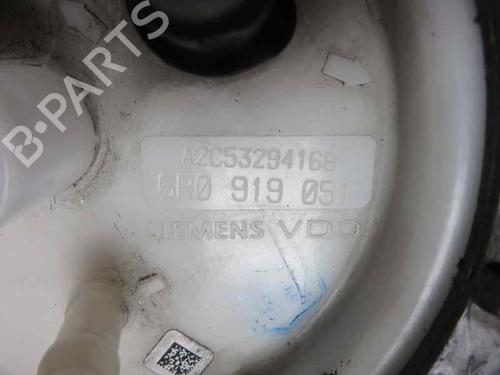 B-PARTS
A2C53294168
6R0 919 051
SIEMENS VDO